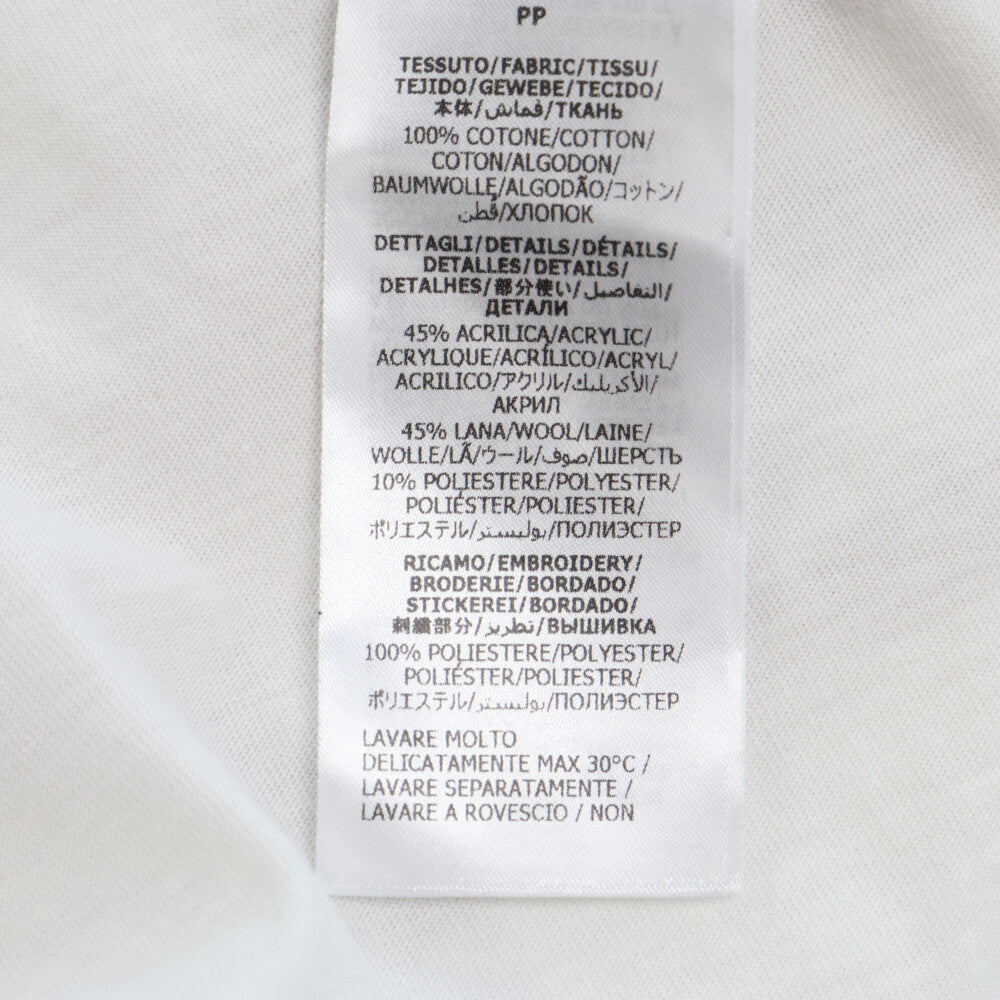 PP
TESSUTO/FABRIC/TISSU/
TEJIDO/GEWEBE/TECIDO/
本体/قماش/ТКАНЬ
100% COTONE/COTTON/
COTON/ALGODON/
BAUMWOLLE/ALGODÃO/コットン/
قُطن/ХЛОПОК
DETTAGLI/DETAILS/DÉTAILS/
DETALLES/DETAILS/
DETALHES/部分使い/التفاصيل/
ДЕТАЛИ
45% ACRILICA/ACRYLIC/
ACRYLIQUE/ACRÍLICO/ACRYL/
ACRILICO/アクリル/الأكريليك/
АКРИЛ
45% LANA/WOOL/LAINE/
WOLLE/LÃ/ウール/صوف/ШЕРСТЬ
10% POLIESTERE/POLYESTER/
POLIÉSTER/POLIESTER/
ポリエステル/بوليستر/ПОЛИЭСТЕР
RICAMO/EMBROIDERY/
BRODERIE/BORDADO/
STICKEREI/BORDADO/
刺繍部分/تطريز/ВЫШИВКА
100% POLIESTERE/POLYESTER/
POLIÉSTER/POLIESTER/
ポリエステル/بوليستر/ПОЛИЭСТЕР
LAVARE MOLTO
DELICATAMENTE MAX 30°C /
LAVARE SEPARATAMENTE /
LAVARE A ROVESCIO / NON